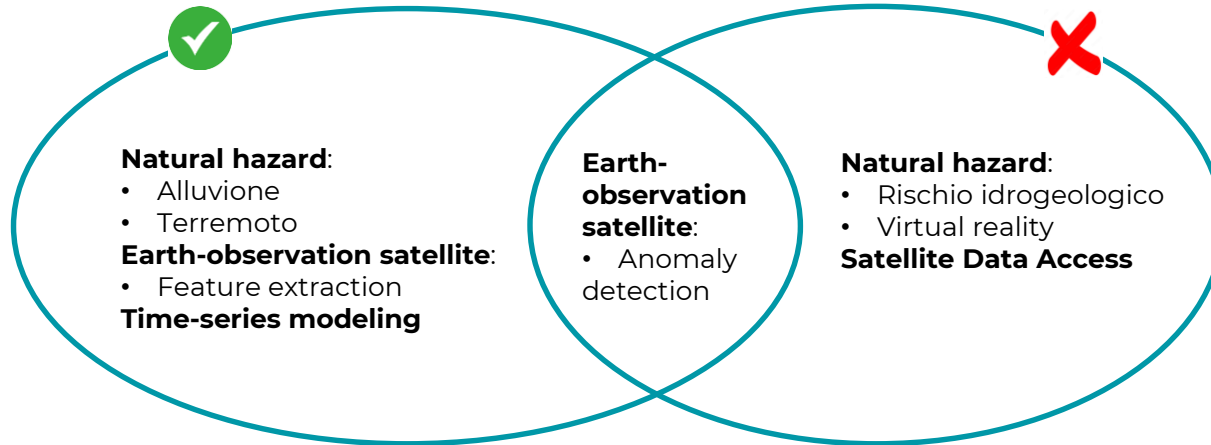 Natural hazard:
• Alluvione
• Terremoto
Earth-observation satellite:
• Feature extraction
Time-series modeling
Earth-
observation
satellite:
• Anomaly
detection
Natural hazard:
• Rischio idrogeologico
• Virtual reality
Satellite Data Access